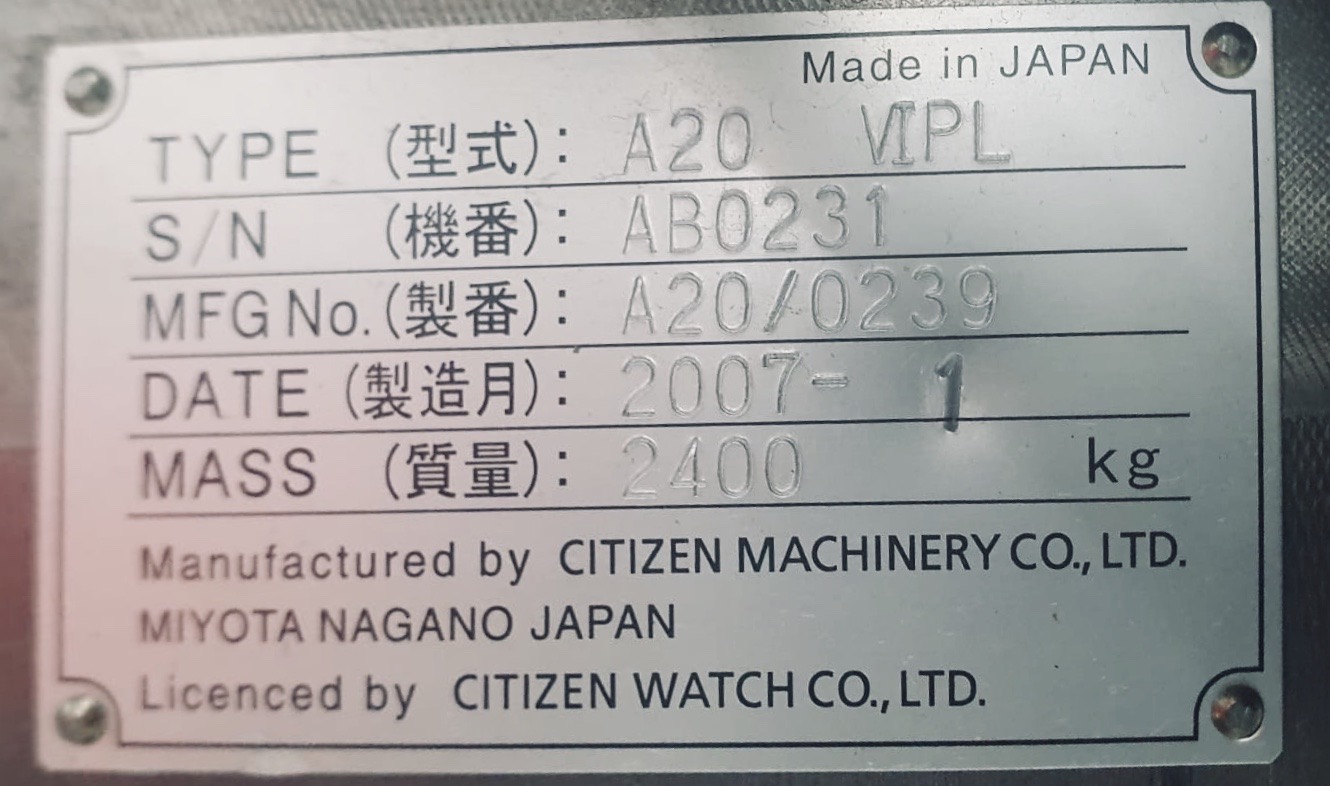 Made in JAPAN
TYPE (型式): A20 ⅥPL
S/N (機番): AB0231
MFG No. (製番): A20/0239
DATE (製造月): 2007- 1
MASS (質量): 2400 kg
Manufactured by CITIZEN MACHINERY CO., LTD.
MIYOTA NAGANO JAPAN
Licenced by CITIZEN WATCH CO., LTD.